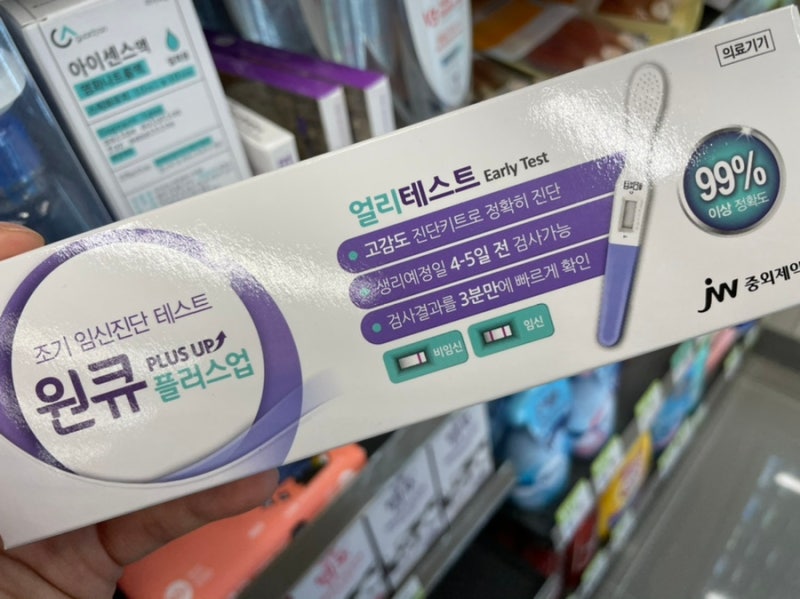 아이센스액
의료기기
얼리테스트 Early Test
고감도 진단키트로 정확히 진단
생리예정일 4-5일 전 검사가능
검사결과를 3분만에 빠르게 확인
비임신
임신
99%
이상 정확도
jw 중외제약
조기 임신진단 테스트
원큐 PLUS UP
플러스업